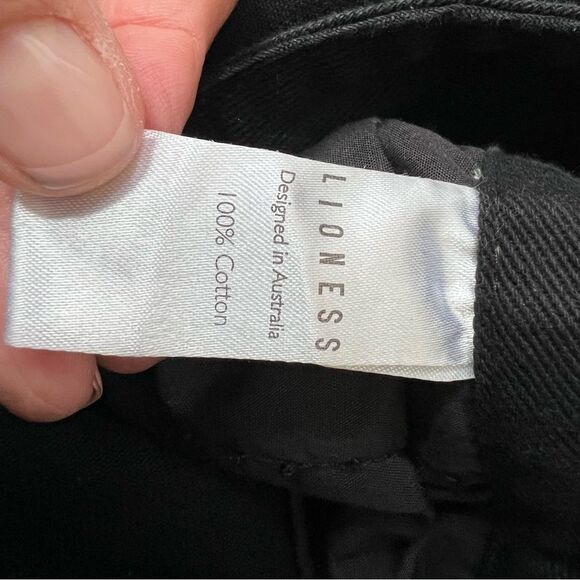 LIONESS
Designed in Australia
100% Cotton